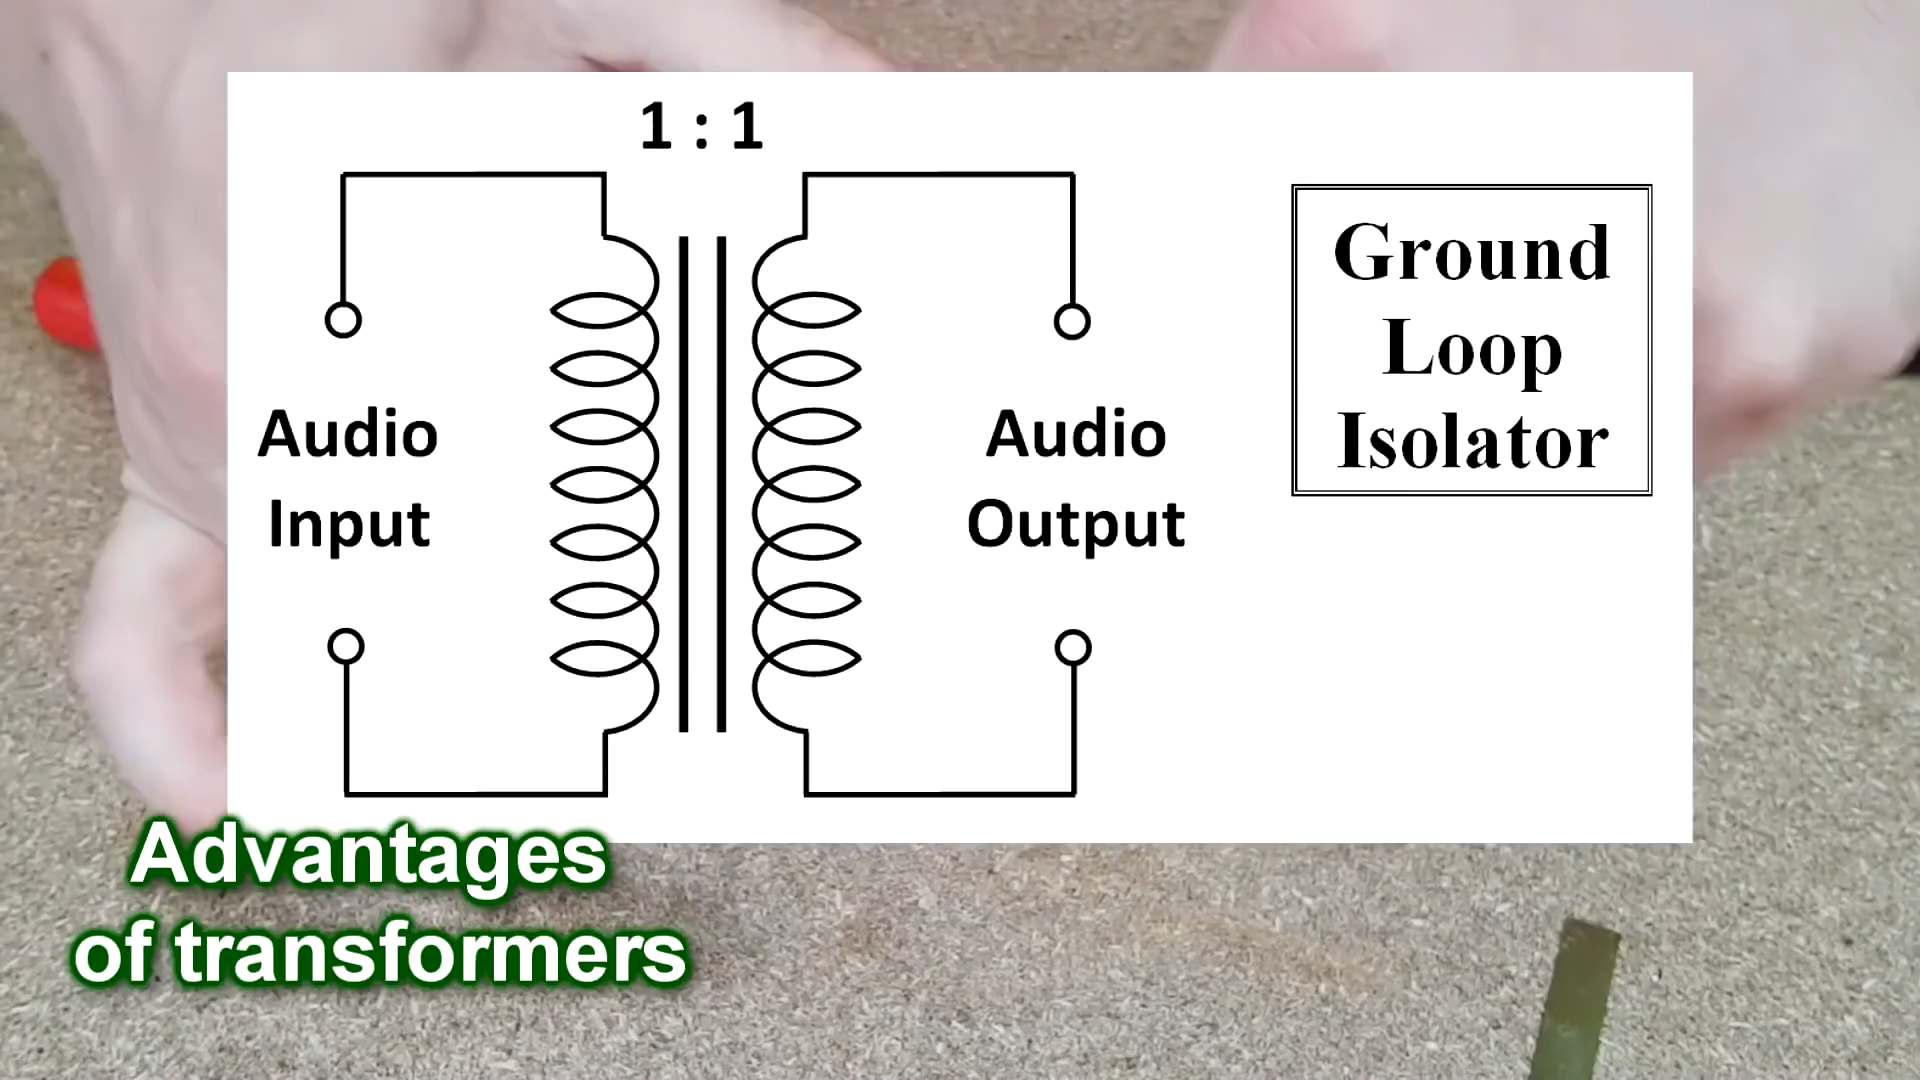 1 : 1
Audio
Input
Audio
Output
Ground
Loop
Isolator
Advantages
of transformers